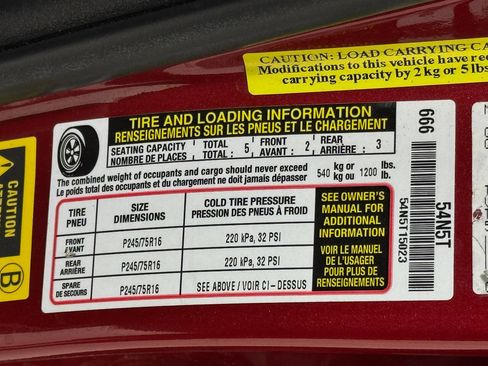 CAUTION: LOAD CARRYING CA
Modifications to this vehicle have red
carrying capacity by 2 kg or 5 lbs
TIRE AND LOADING INFORMATION
RENSEIGNEMENTS SUR LES PNEUS ET LE CHARGEMENT
SEATING CAPACITY TOTAL : 5 FRONT : 2 REAR : 3
NOMBRE DE PLACES : TOTAL : AVANT : ARRIÈRE :
The combined weight of occupants and cargo should never exceed 540 kg or 1200 lbs.
Le poids total des occupants et du chargement ne doit jamais dépasser kg ou lb.
TIRE SIZE COLD TIRE PRESSURE
PNEU DIMENSIONS PRESSION DES PNEUS À FROID
FRONT
AVANT P245/75R16 220 kPa, 32 PSI
REAR
ARRIÈRE P245/75R16 220 kPa, 32 PSI
SPARE
DE SECOURS P245/75R16 SEE ABOVE / VOIR CI - DESSUS
SEE OWNER'S
MANUAL FOR
ADDITIONAL
INFORMATION
VOIR LE MANUEL
DE L'USAGER
POUR PLUS DE
RENSEIGNEMENTS
666
54N5T
54N5T15023
CAUTION
B